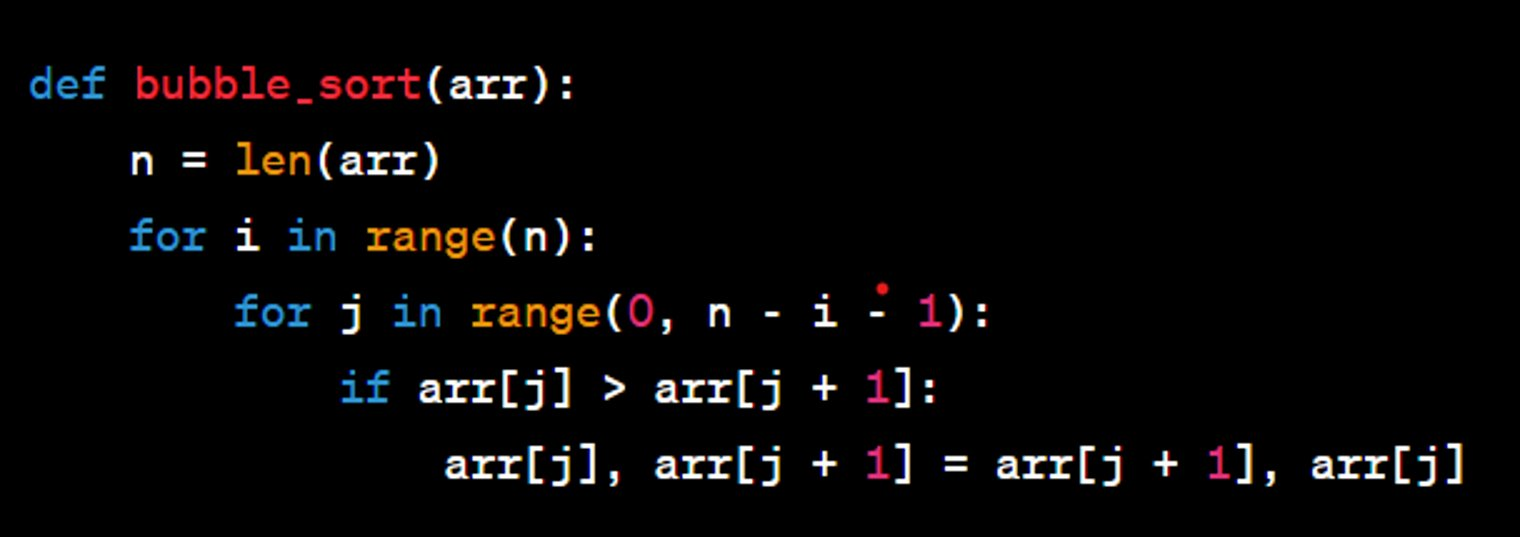 def bubble_sort(arr):
    n = len(arr)
    for i in range(n):
        for j in range(0, n - i - 1):
            if arr[j] > arr[j + 1]:
                arr[j], arr[j + 1] = arr[j + 1], arr[j]